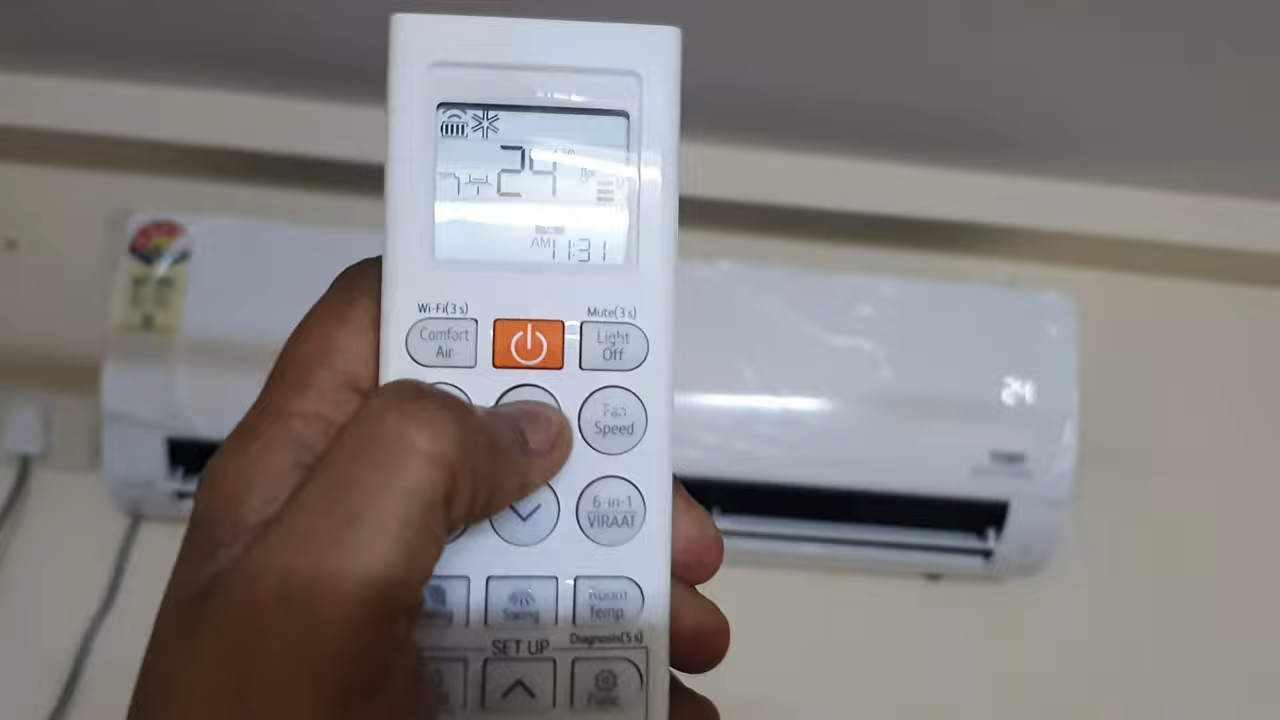 24
AM 11:31
Wi-Fi(3 s)
Mute(3 s)
Comfort
Air
Light
Off
Fan
Speed
24
6-in-1
VIRAAT
Swing
Room
Temp
Diagnosis(5 s)
SET UP
Func.